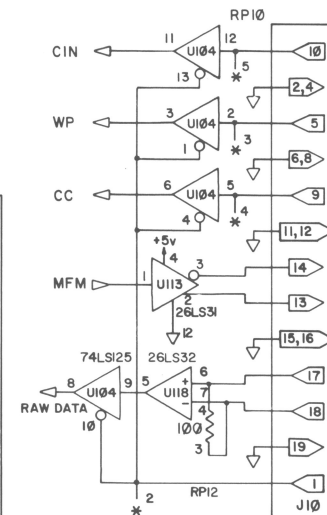 RP10
11 12 10
CIN U104
13 * 5
2,4
3 2 5
WP U104
1 * 3
6,8
6 5 9
CC U104
4 * 4
11,12
+5v
4 3 14
MFM 1 U113
2 13
26LS31
12
15,16
74LS125 26LS32
6 17
8 U104 9 5 U118 + 7
RAW DATA - 4 18
10 100
3 19
RP12 1
* 2 J10